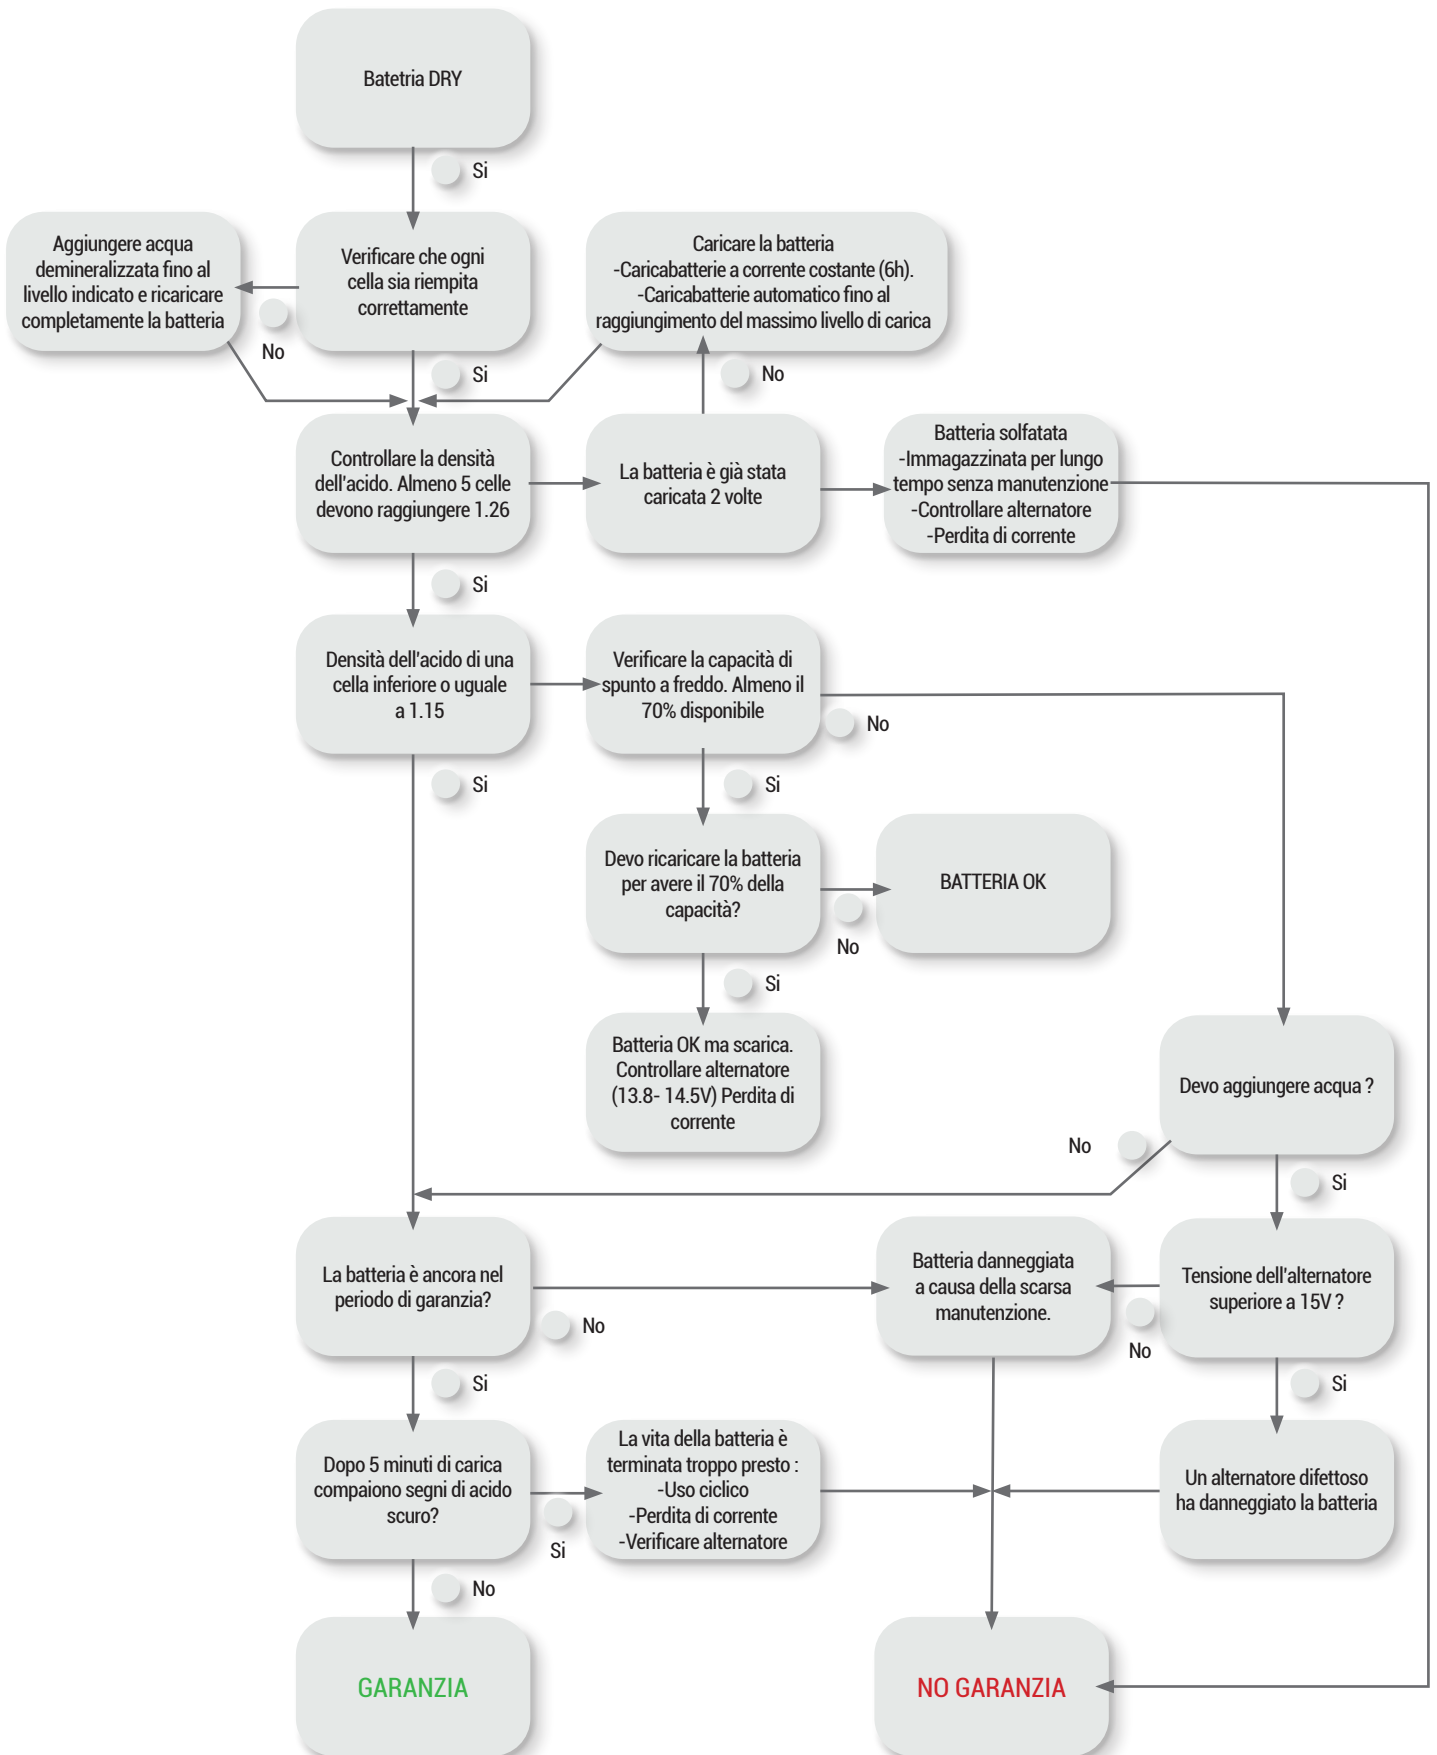 Batetria DRY
Si
Aggiungere acqua
demineralizzata fino al
livello indicato e ricaricare
completamente la batteria
Verificare che ogni
cella sia riempita
correttamente
Caricare la batteria
-Caricabatterie a corrente costante (6h).
-Caricabatterie automatico fino al
raggiungimento del massimo livello di carica
No
Si
No
Controllare la densità
dell'acido. Almeno 5 celle
devono raggiungere 1.26
La batteria è già stata
caricata 2 volte
Batteria solfatata
-Immagazzinata per lungo
tempo senza manutenzione
-Controllare alternatore
-Perdita di corrente
Si
Densità dell'acido di una
cella inferiore o uguale
a 1.15
Verificare la capacità di
spunto a freddo. Almeno il
70% disponibile
No
Si
Si
Devo ricaricare la batteria
per avere il 70% della
capacità?
BATTERIA OK
No
Si
Batteria OK ma scarica.
Controllare alternatore
(13.8- 14.5V) Perdita di
corrente
Devo aggiungere acqua ?
No
Si
La batteria è ancora nel
periodo di garanzia?
Batteria danneggiata
a causa della scarsa
manutenzione.
Tensione dell'alternatore
superiore a 15V ?
No
No
Si
Si
Dopo 5 minuti di carica
compaiono segni di acido
scuro?
La vita della batteria è
terminata troppo presto :
-Uso ciclico
-Perdita di corrente
-Verificare alternatore
Un alternatore difettoso
ha danneggiato la batteria
Si
No
GARANZIA
NO GARANZIA